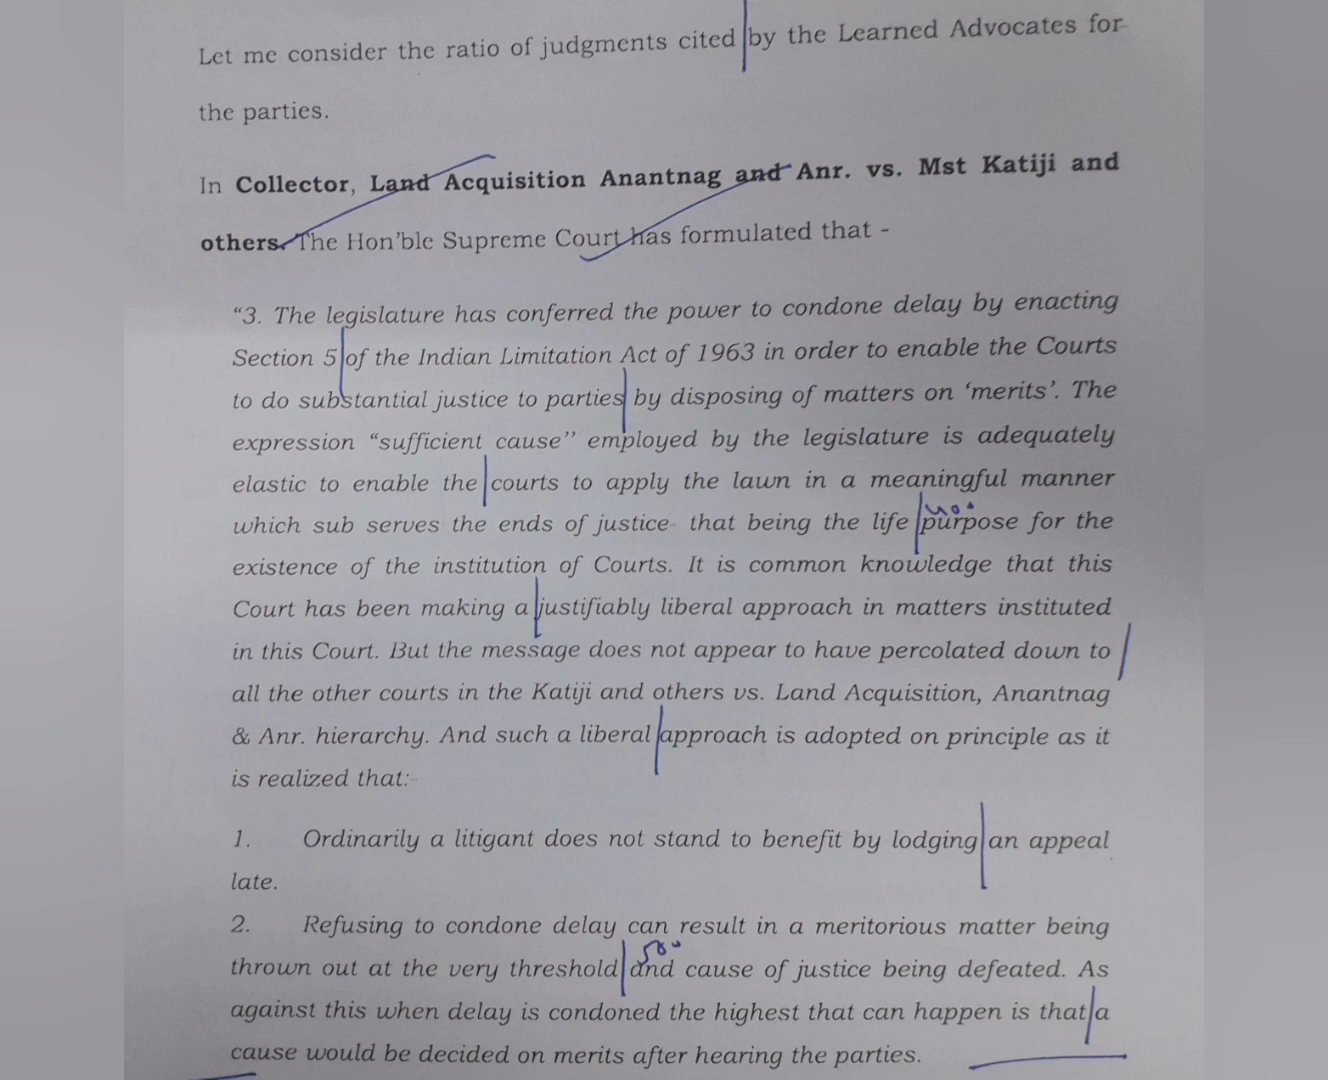 Let me consider the ratio of judgments cited by the Learned Advocates for
the parties.
In Collector, Land Acquisition Anantnag and Anr. vs. Mst Katiji and
others. The Hon'ble Supreme Court has formulated that -
"3. The legislature has conferred the power to condone delay by enacting
Section 5 of the Indian Limitation Act of 1963 in order to enable the Courts
to do substantial justice to parties by disposing of matters on 'merits'. The
expression "sufficient cause'' employed by the legislature is adequately
elastic to enable the courts to apply the lawn in a meaningful manner
400
which sub serves the ends of justice- that being the life purpose for the
existence of the institution of Courts. It is common knowledge that this
Court has been making a justifiably liberal approach in matters instituted
in this Court. But the message does not appear to have percolated down to
all the other courts in the Katiji and others vs. Land Acquisition, Anantnag
& Anr. hierarchy. And such a liberal approach is adopted on principle as it
is realized that:-
1. Ordinarily a litigant does not stand to benefit by lodging an appeal
late.
2. Refusing to condone delay can result in a meritorious matter being
500
thrown out at the very threshold and cause of justice being defeated. As
against this when delay is condoned the highest that can happen is that a
cause would be decided on merits after hearing the parties.